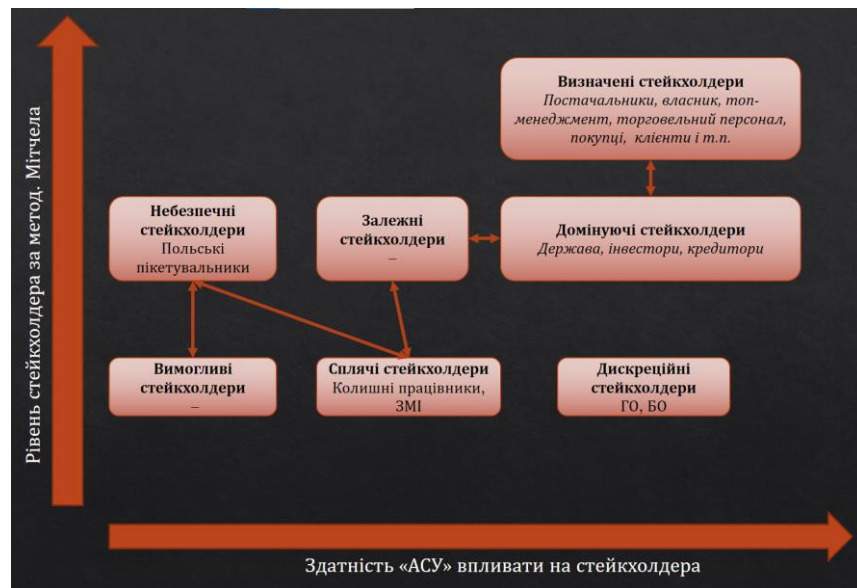 Рівень стейкхолдера за метод. Мітчела
Визначені стейкхолдери
Постачальники, власник, топ-
менеджмент, торговельний персонал,
покупці, клієнти і т.п.
Небезпечні
стейкхолдери
Польські
пікетувальники
Залежні
стейкхолдери
–
Домінуючі стейкхолдери
Держава, інвестори, кредитори
Вимогливі
стейкхолдери
–
Сплячі стейкхолдери
Колишні працівники,
ЗМІ
Дискреційні
стейкхолдери
ГО, БО
Здатність «АСУ» впливати на стейкхолдера